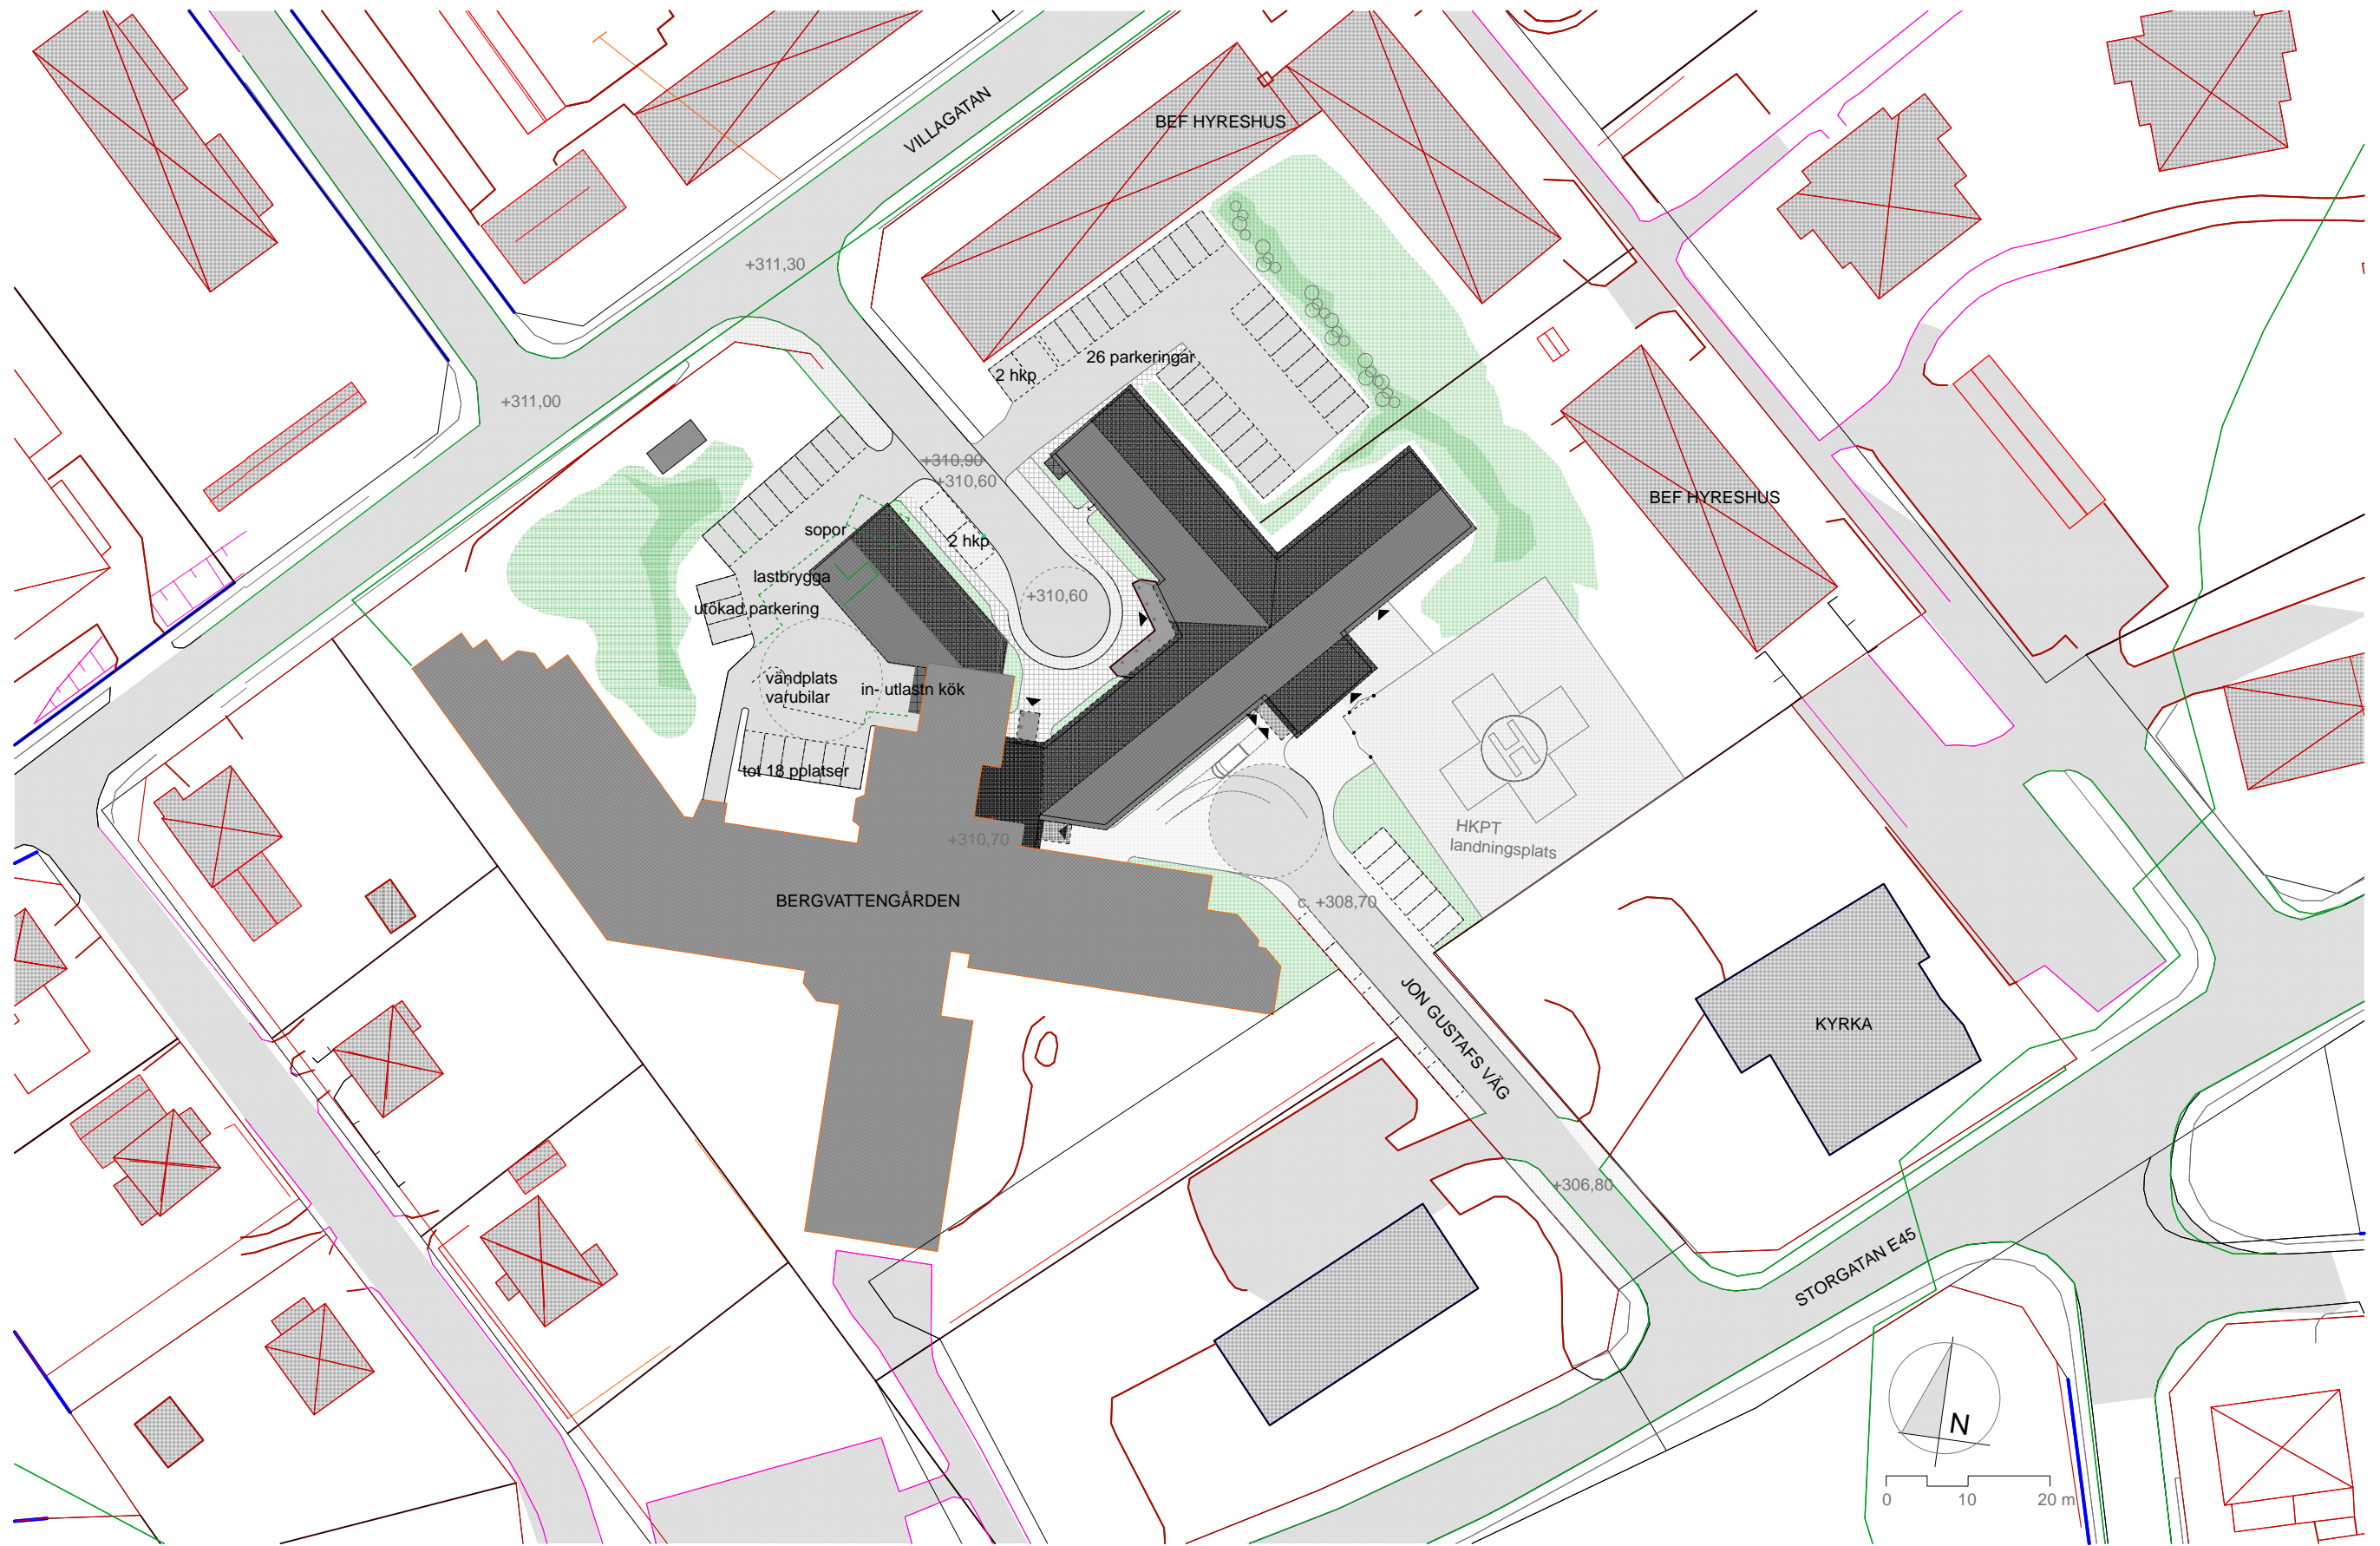 VILLAGATAN
BEF HYRESHUS
+311,30
26 parkeringar
2 hkp
+311,00
+310,90
+310,60
BEF HYRESHUS
sopor
2 hkp
lastbrygga
+310,60
utökad parkering
vändplats
varubilar
in- utlastn kök
H
tot 18 pplatser
HKPT
landningsplats
+310,70
BERGVATTENGÅRDEN
c. +308,70
JON GUSTAFS VÄG
KYRKA
+306,80
STORGATAN E45
N
0 10 20 m